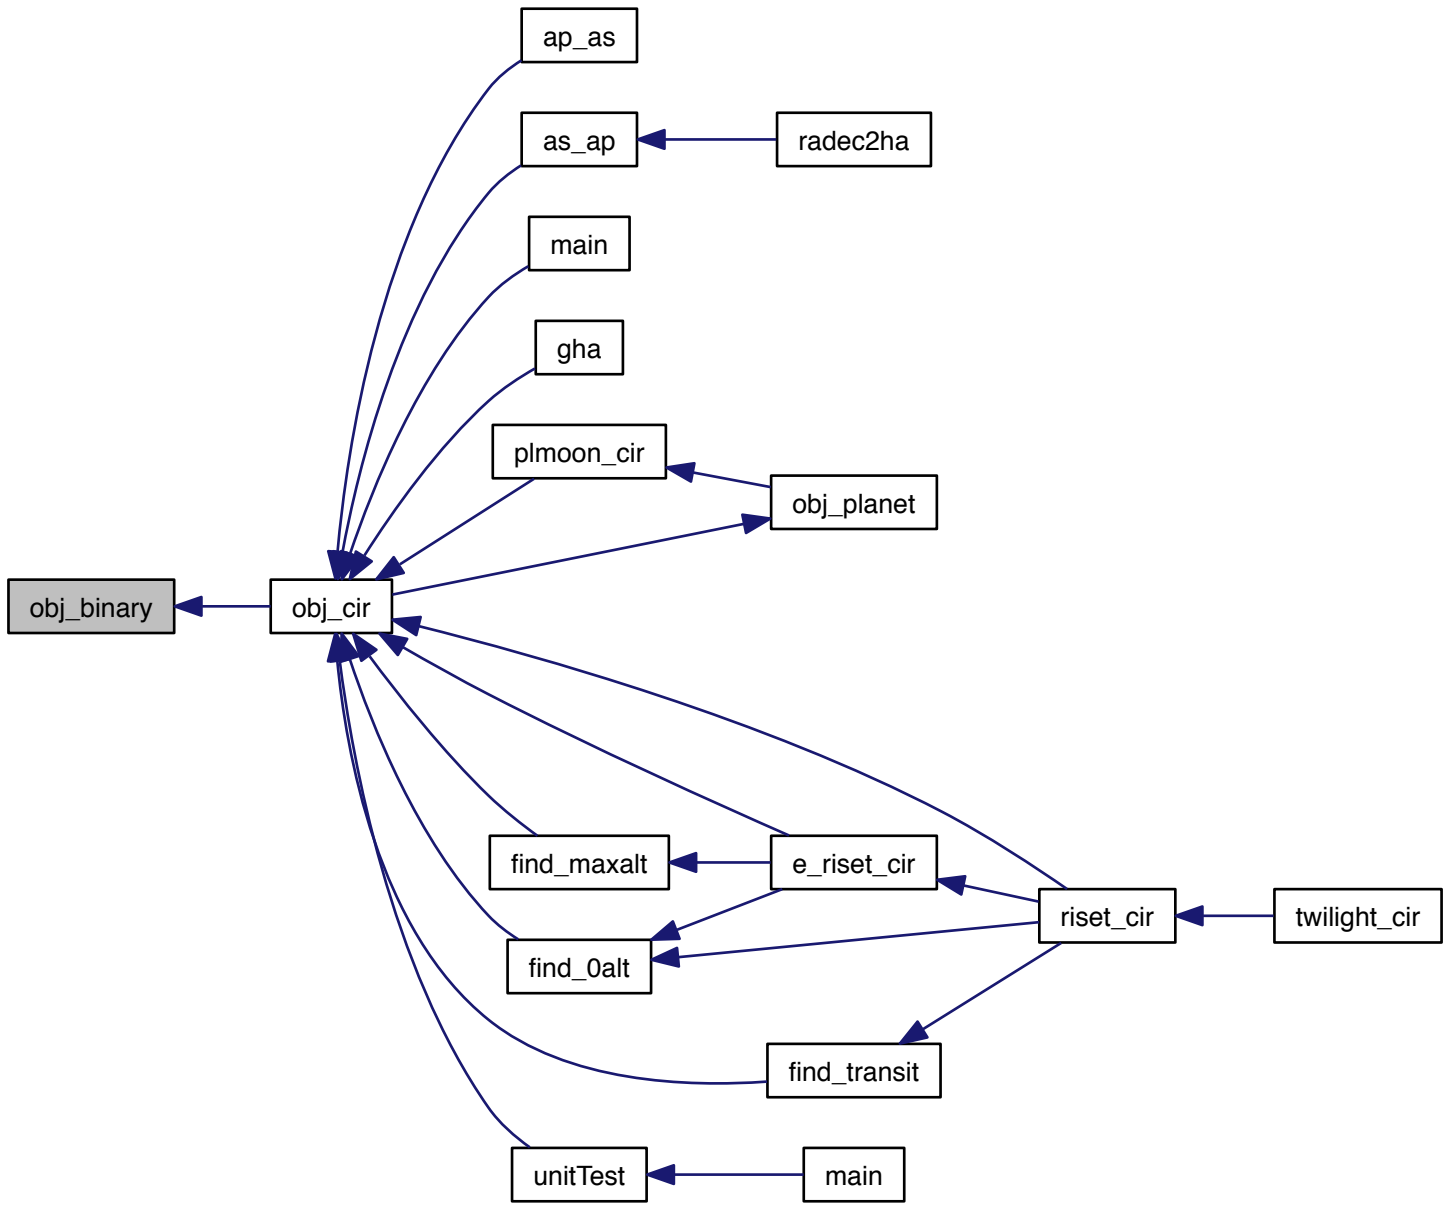 ap_as
as_ap
radec2ha
main
gha
plmoon_cir
obj_planet
obj_binary
obj_cir
find_maxalt
e_riset_cir
riset_cir
twilight_cir
find_0alt
find_transit
unitTest
main